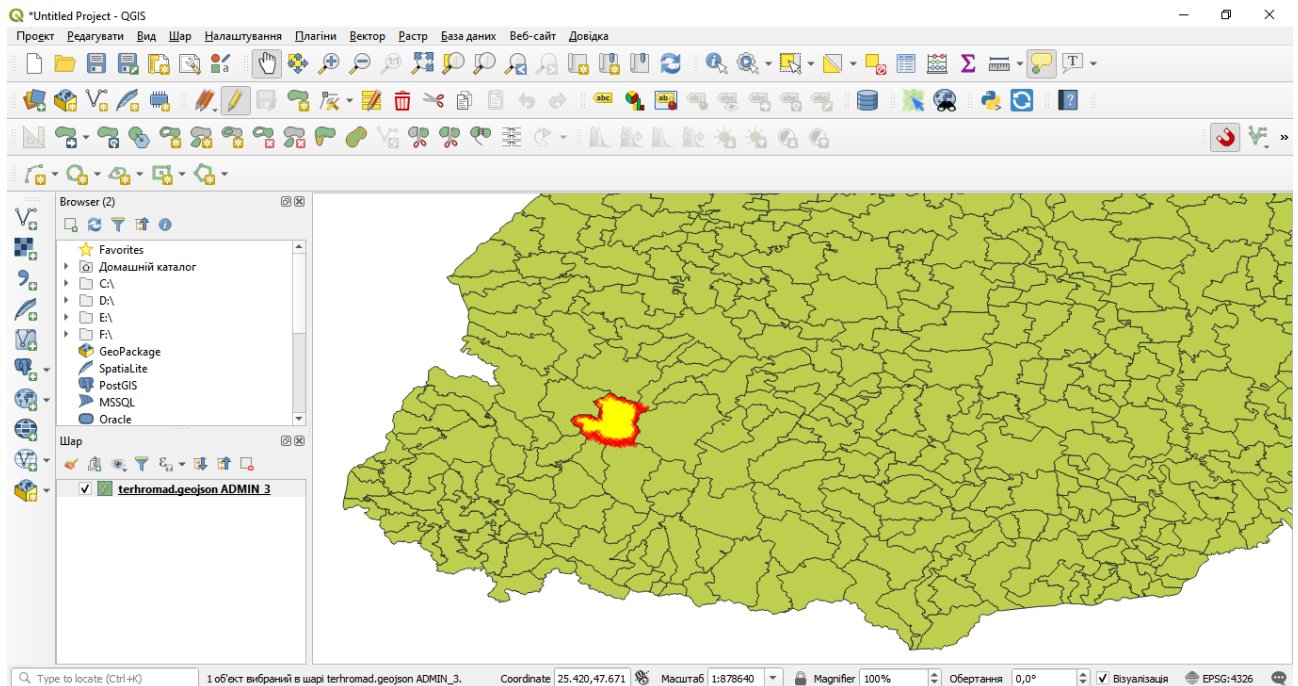 *Untitled Project - QGIS
Проєкт Редагувати Вид Шар Налаштування Плагіни Вектор Растр База даних Веб-сайт Довідка
abc
Browser (2)
Favorites
Домашній каталог
C:\
D:\
E:\
F:\
GeoPackage
SpatiaLite
PostGIS
MSSQL
Oracle
Шар
terhromad.geojson ADMIN_3
Type to locate (Ctrl+K) 1 об'єкт вибраний в шарі terhromad.geojson ADMIN_3. Coordinate 25.420,47.671 Масштаб 1:878640 Magnifier 100% Обертання 0,0° Візуалізація EPSG:4326